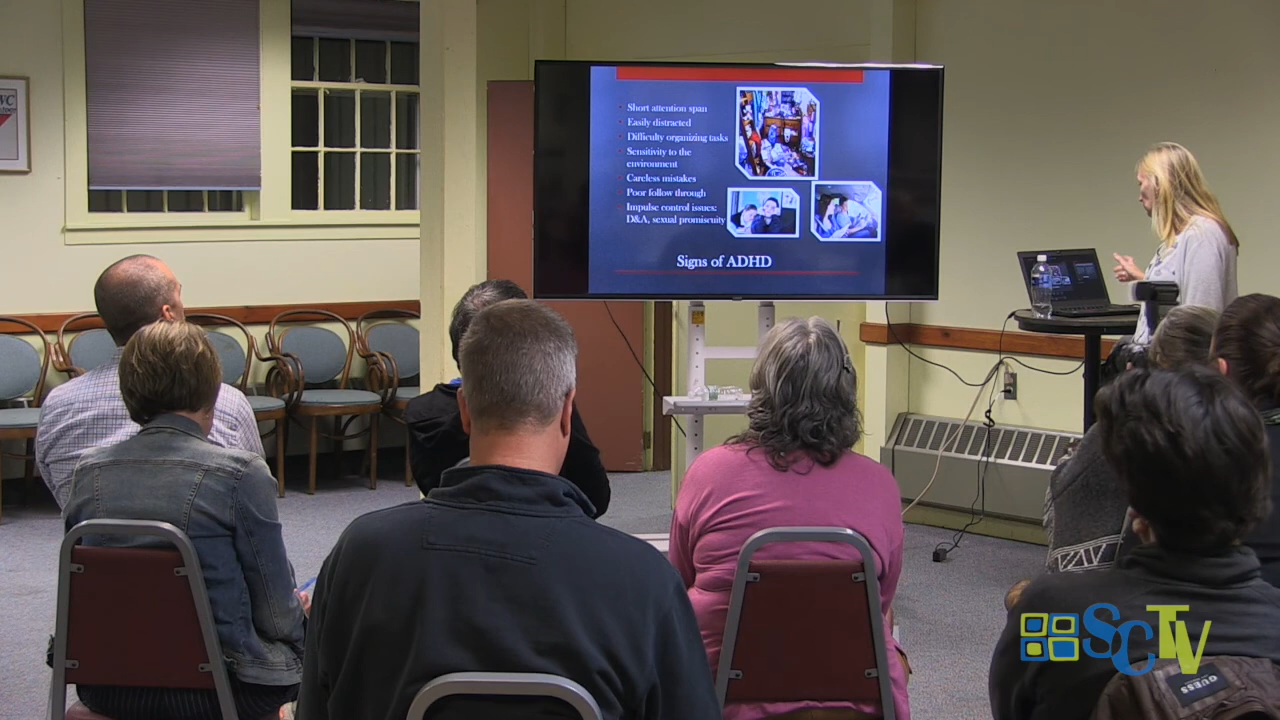 Short attention span
Easily distracted
Difficulty organizing tasks
Sensitivity to the
environment
Careless mistakes
Poor follow through
Impulse control issues:
D&A, sexual promiscuity
Signs of ADHD
SCTV
GUESS